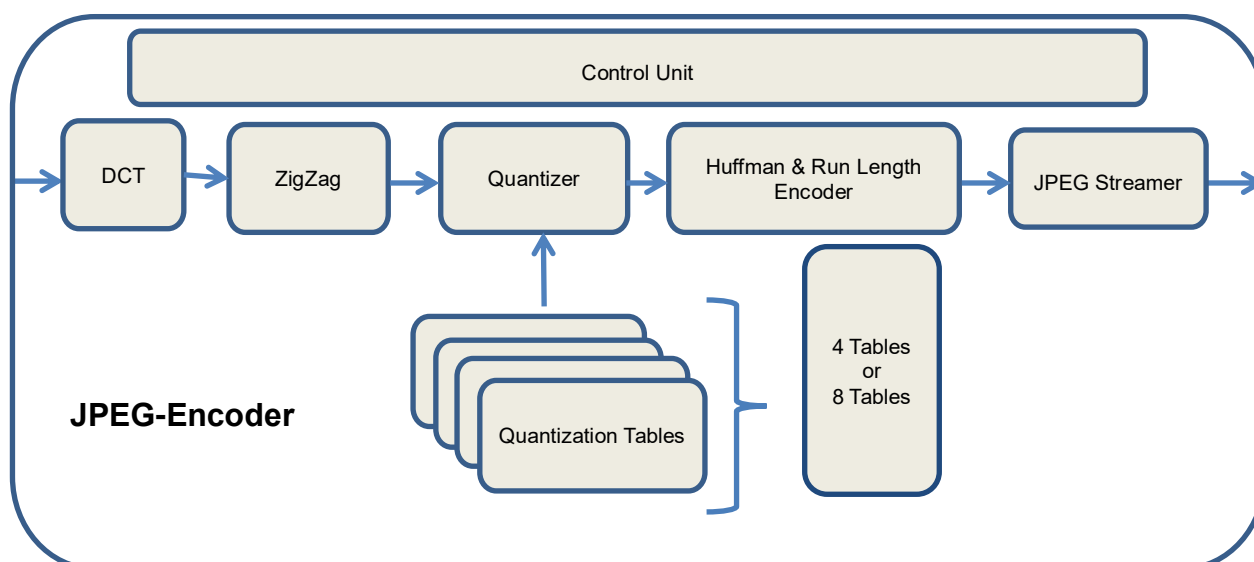 Control Unit
DCT
ZigZag
Quantizer
Huffman & Run Length
Encoder
JPEG Streamer
4 Tables
or
8 Tables
JPEG-Encoder
Quantization Tables